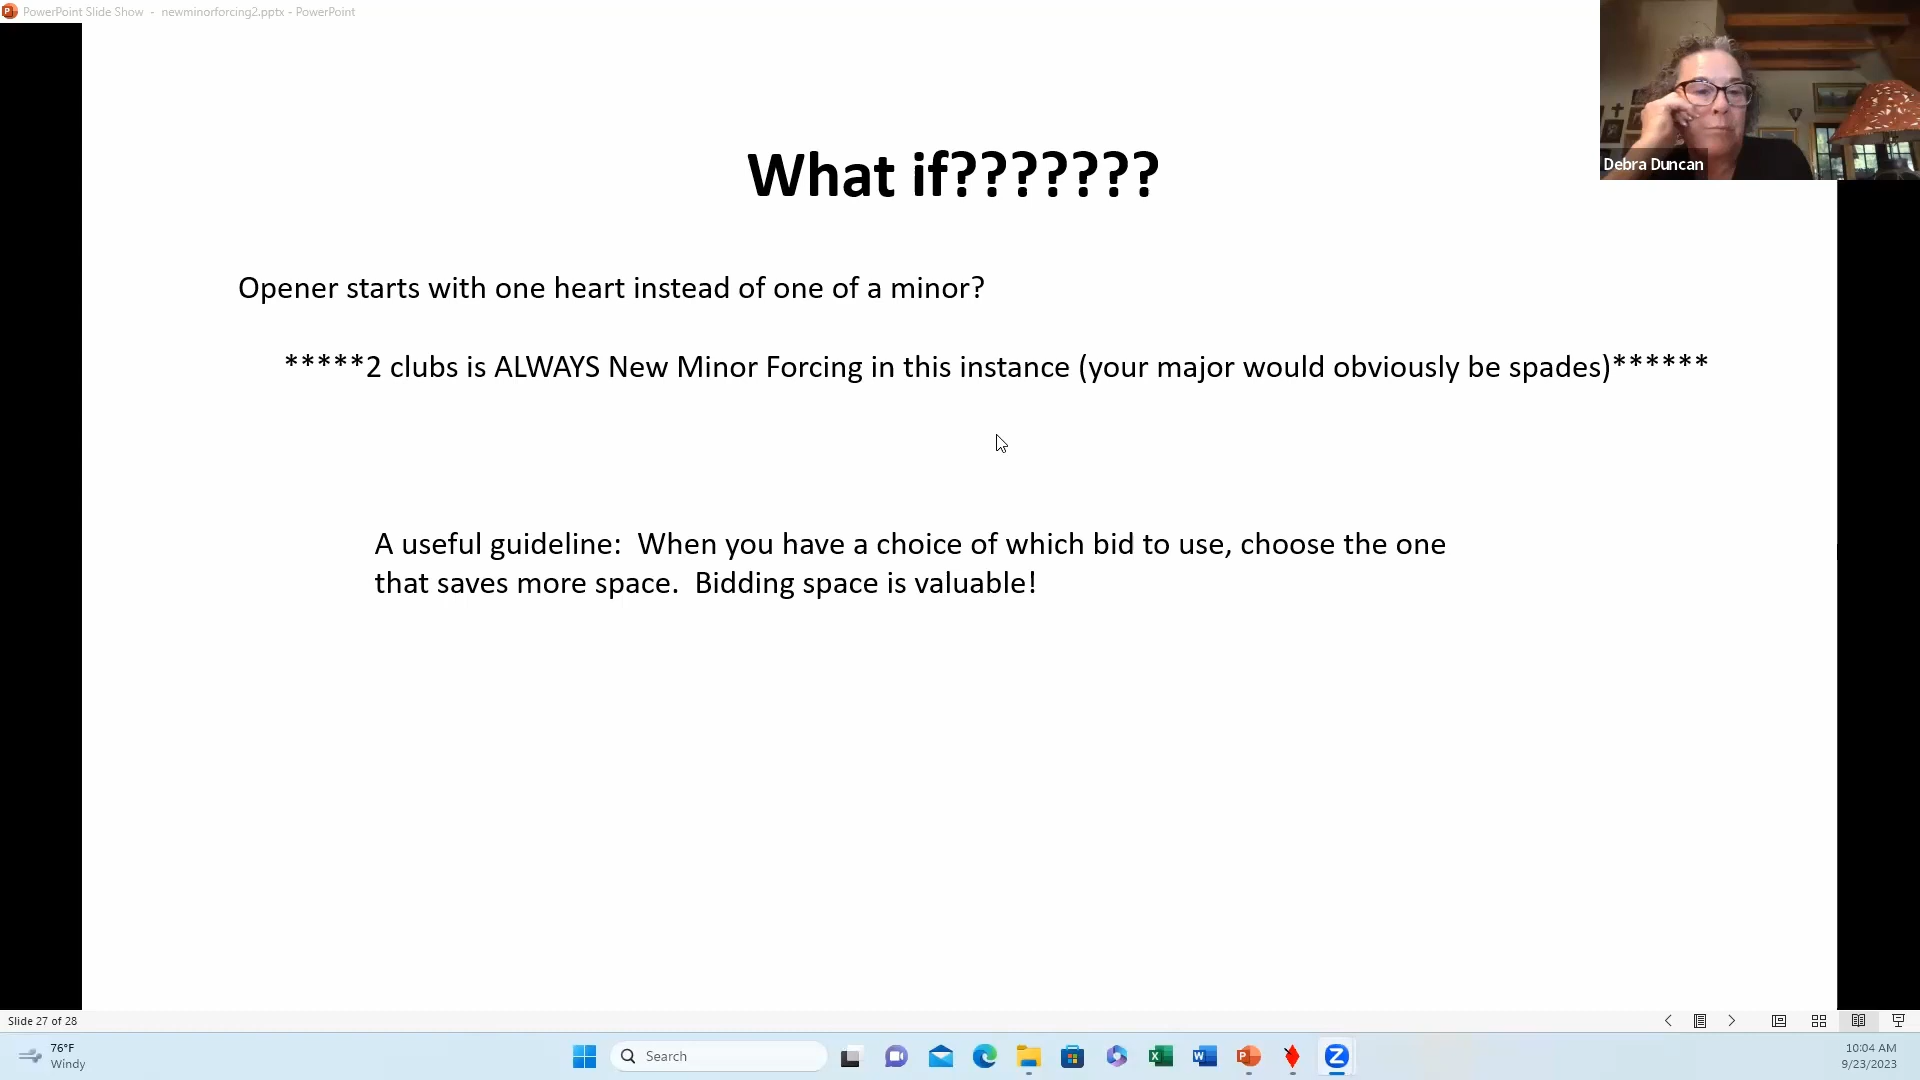 PowerPoint Slide Show - newminorforcing2.pptx - PowerPoint
Debra Duncan
What if???????
Opener starts with one heart instead of one of a minor?
*****2 clubs is ALWAYS New Minor Forcing in this instance (your major would obviously be spades)******
A useful guideline:  When you have a choice of which bid to use, choose the one
that saves more space.  Bidding space is valuable!
Slide 27 of 28
76°F
Windy
Search
10:04 AM
9/23/2023